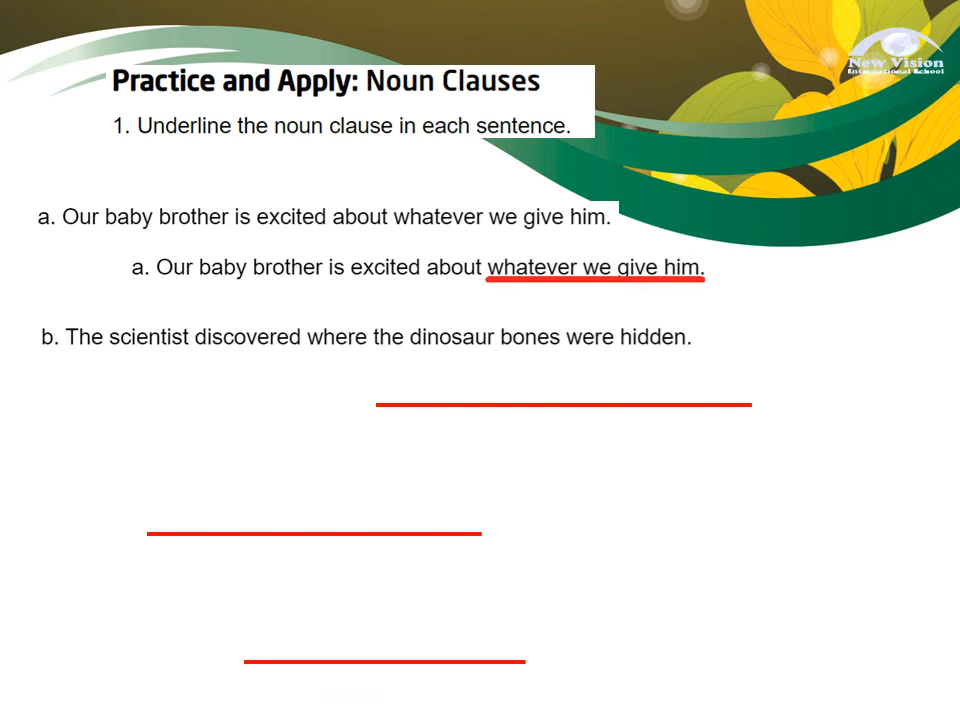 New Vision
International School
Practice and Apply: Noun Clauses
1. Underline the noun clause in each sentence.
a. Our baby brother is excited about whatever we give him.
a. Our baby brother is excited about whatever we give him.
b. The scientist discovered where the dinosaur bones were hidden.